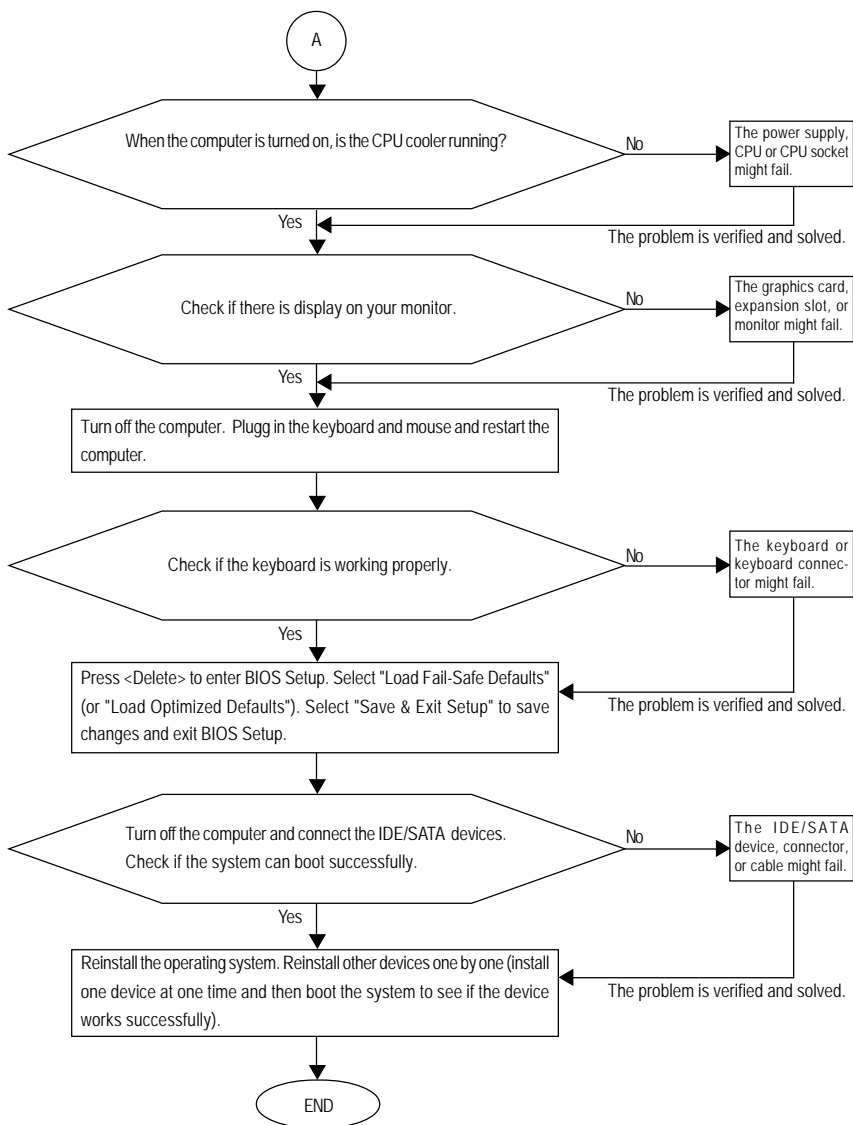 A
When the computer is turned on, is the CPU cooler running?
No
The power supply,
CPU or CPU socket
might fail.
Yes
The problem is verified and solved.
Check if there is display on your monitor.
No
The graphics card,
expansion slot, or
monitor might fail.
Yes
The problem is verified and solved.
Turn off the computer. Plugg in the keyboard and mouse and restart the
computer.
Check if the keyboard is working properly.
No
The keyboard or
keyboard connec-
tor might fail.
Yes
Press <Delete> to enter BIOS Setup. Select "Load Fail-Safe Defaults"
(or "Load Optimized Defaults"). Select "Save & Exit Setup" to save
changes and exit BIOS Setup.
The problem is verified and solved.
Turn off the computer and connect the IDE/SATA devices.
Check if the system can boot successfully.
No
The IDE/SATA
device, connector,
or cable might fail.
Yes
Reinstall the operating system. Reinstall other devices one by one (install
one device at one time and then boot the system to see if the device
works successfully).
The problem is verified and solved.
END